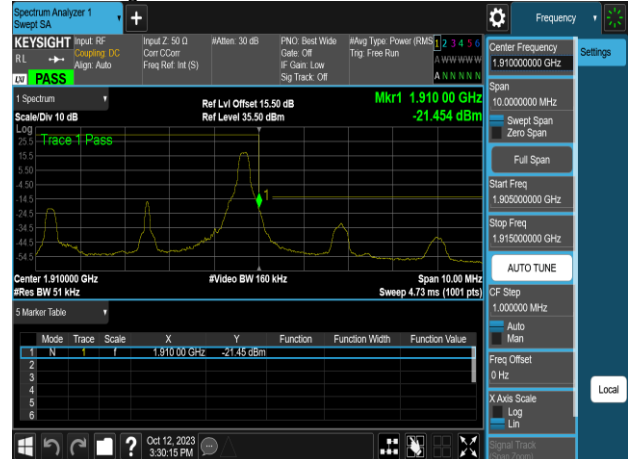 Spectrum Analyzer 1
Swept SA
+
Frequency
KEYSIGHT
Input: RF
Input Z: 50 Ω
#Atten: 30 dB
PNO: Best Wide
#Avg Type: Power (RMS
1 2 3 4 5 6
RL
Coupling: DC
Corr CCorr
Gate: Off
Trig: Free Run
A W W W W W
Align: Auto
Freq Ref: Int (S)
IF Gain: Low
LXI PASS
Sig Track: Off
A N N N N N
Center Frequency
1.910000000 GHz
Settings
Span
10.0000000 MHz
Swept Span
Zero Span
Full Span
Start Freq
1.905000000 GHz
Stop Freq
1.915000000 GHz
AUTO TUNE
CF Step
1.000000 MHz
Auto
Man
Freq Offset
0 Hz
X Axis Scale
Log
Lin
Local
Signal Track
(Span Zoom)
1 Spectrum
Ref Lvl Offset 15.50 dB
Mkr1 1.910 00 GHz
Scale/Div 10 dB
Ref Level 35.50 dBm
-21.454 dBm
Log
Trace 1 Pass
25.5
15.5
5.50
-4.50
-14.5
-24.5
-34.5
-44.5
-54.5
1
Center 1.910000 GHz
#Video BW 160 kHz
Span 10.00 MHz
#Res BW 51 kHz
Sweep 4.73 ms (1001 pts)
5 Marker Table
Mode Trace Scale X Y Function Function Width Function Value
1 N 1 f 1.910 00 GHz -21.45 dBm
2
3
4
5
6
?
Oct 12, 2023
3:30:15 PM